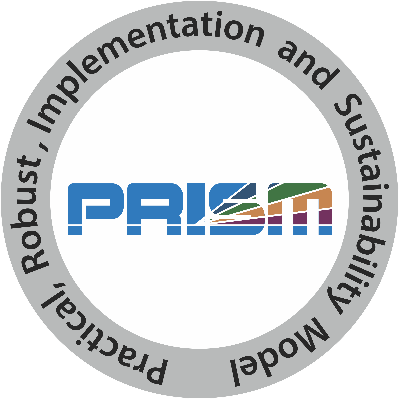 Practical, Robust, Implementation and Sustainability Model
PRISM